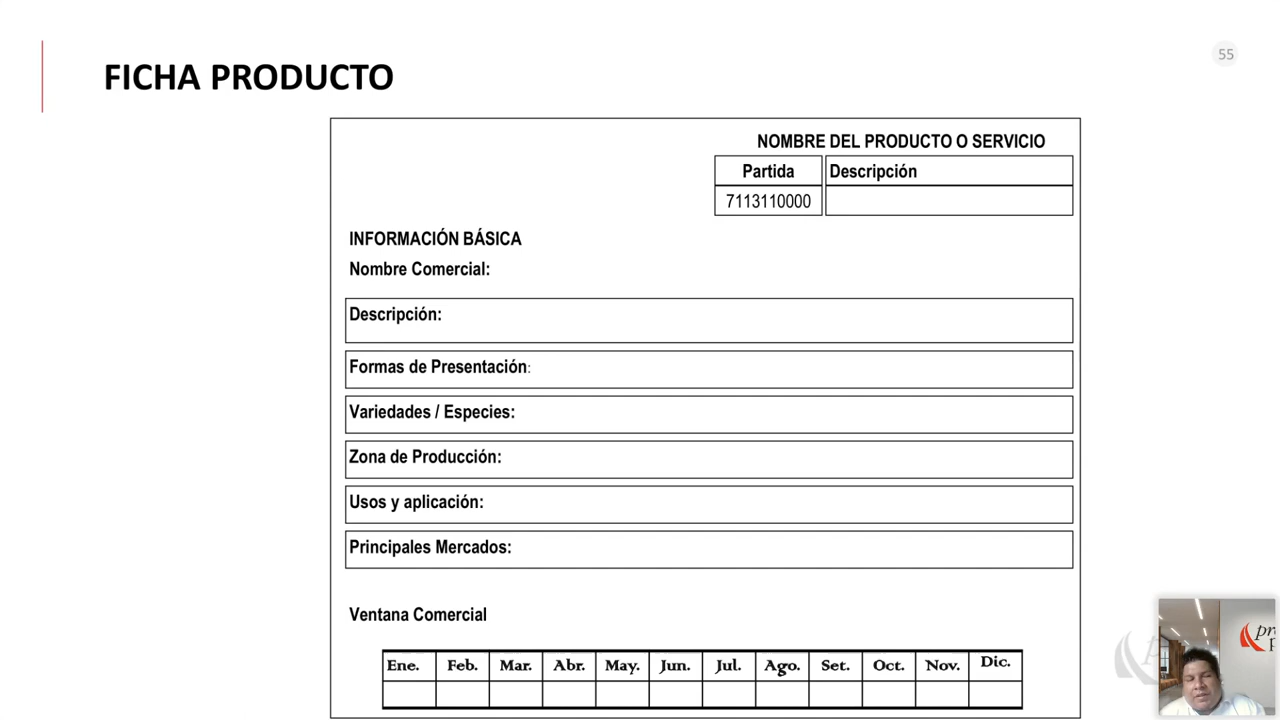 55
FICHA PRODUCTO
NOMBRE DEL PRODUCTO O SERVICIO
Partida Descripción
7113110000
INFORMACIÓN BÁSICA
Nombre Comercial:
Descripción:
Formas de Presentación:
Variedades / Especies:
Zona de Producción:
Usos y aplicación:
Principales Mercados:
Ventana Comercial
Ene. Feb. Mar. Abr. May. Jun. Jul. Ago. Set. Oct. Nov. Dic.